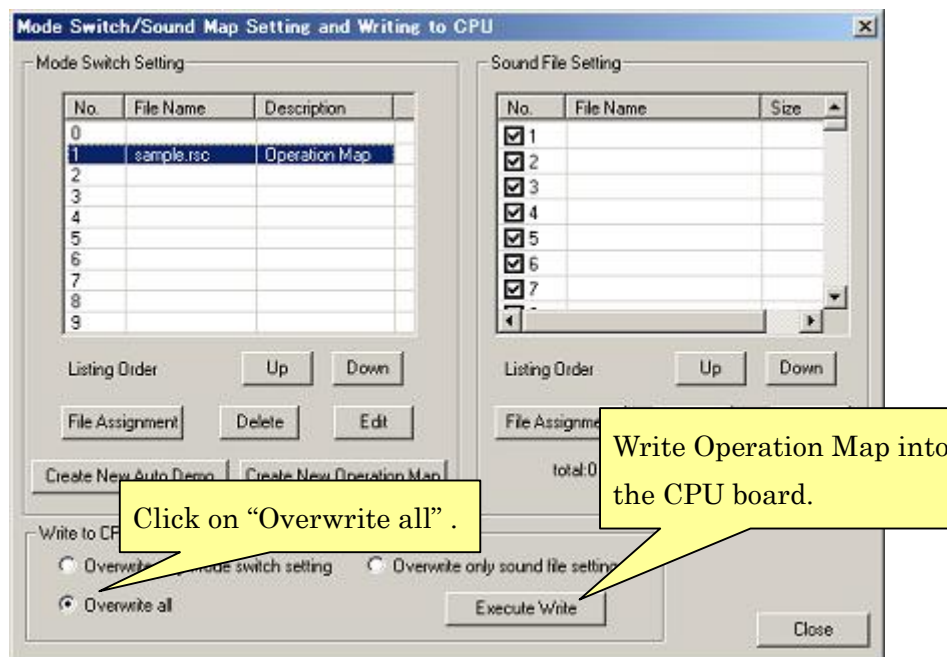 Mode Switch/Sound Map Setting and Writing to CPU
Mode Switch Setting
No. File Name Description
0
1 sample.rsc Operation Map
2
3
4
5
6
7
8
9
Listing Order Up Down
File Assignment Delete Edit
Create New Auto Demo Create New Operation Map
Sound File Setting
No. File Name Size
1
2
3
4
5
6
7
Listing Order Up Down
File Assignme
total:0
Write Operation Map into
the CPU board.
Click on “Overwrite all” .
Write to CP
Overwrite only mode switch setting Overwrite only sound file setting
Overwrite all Execute Write
Close